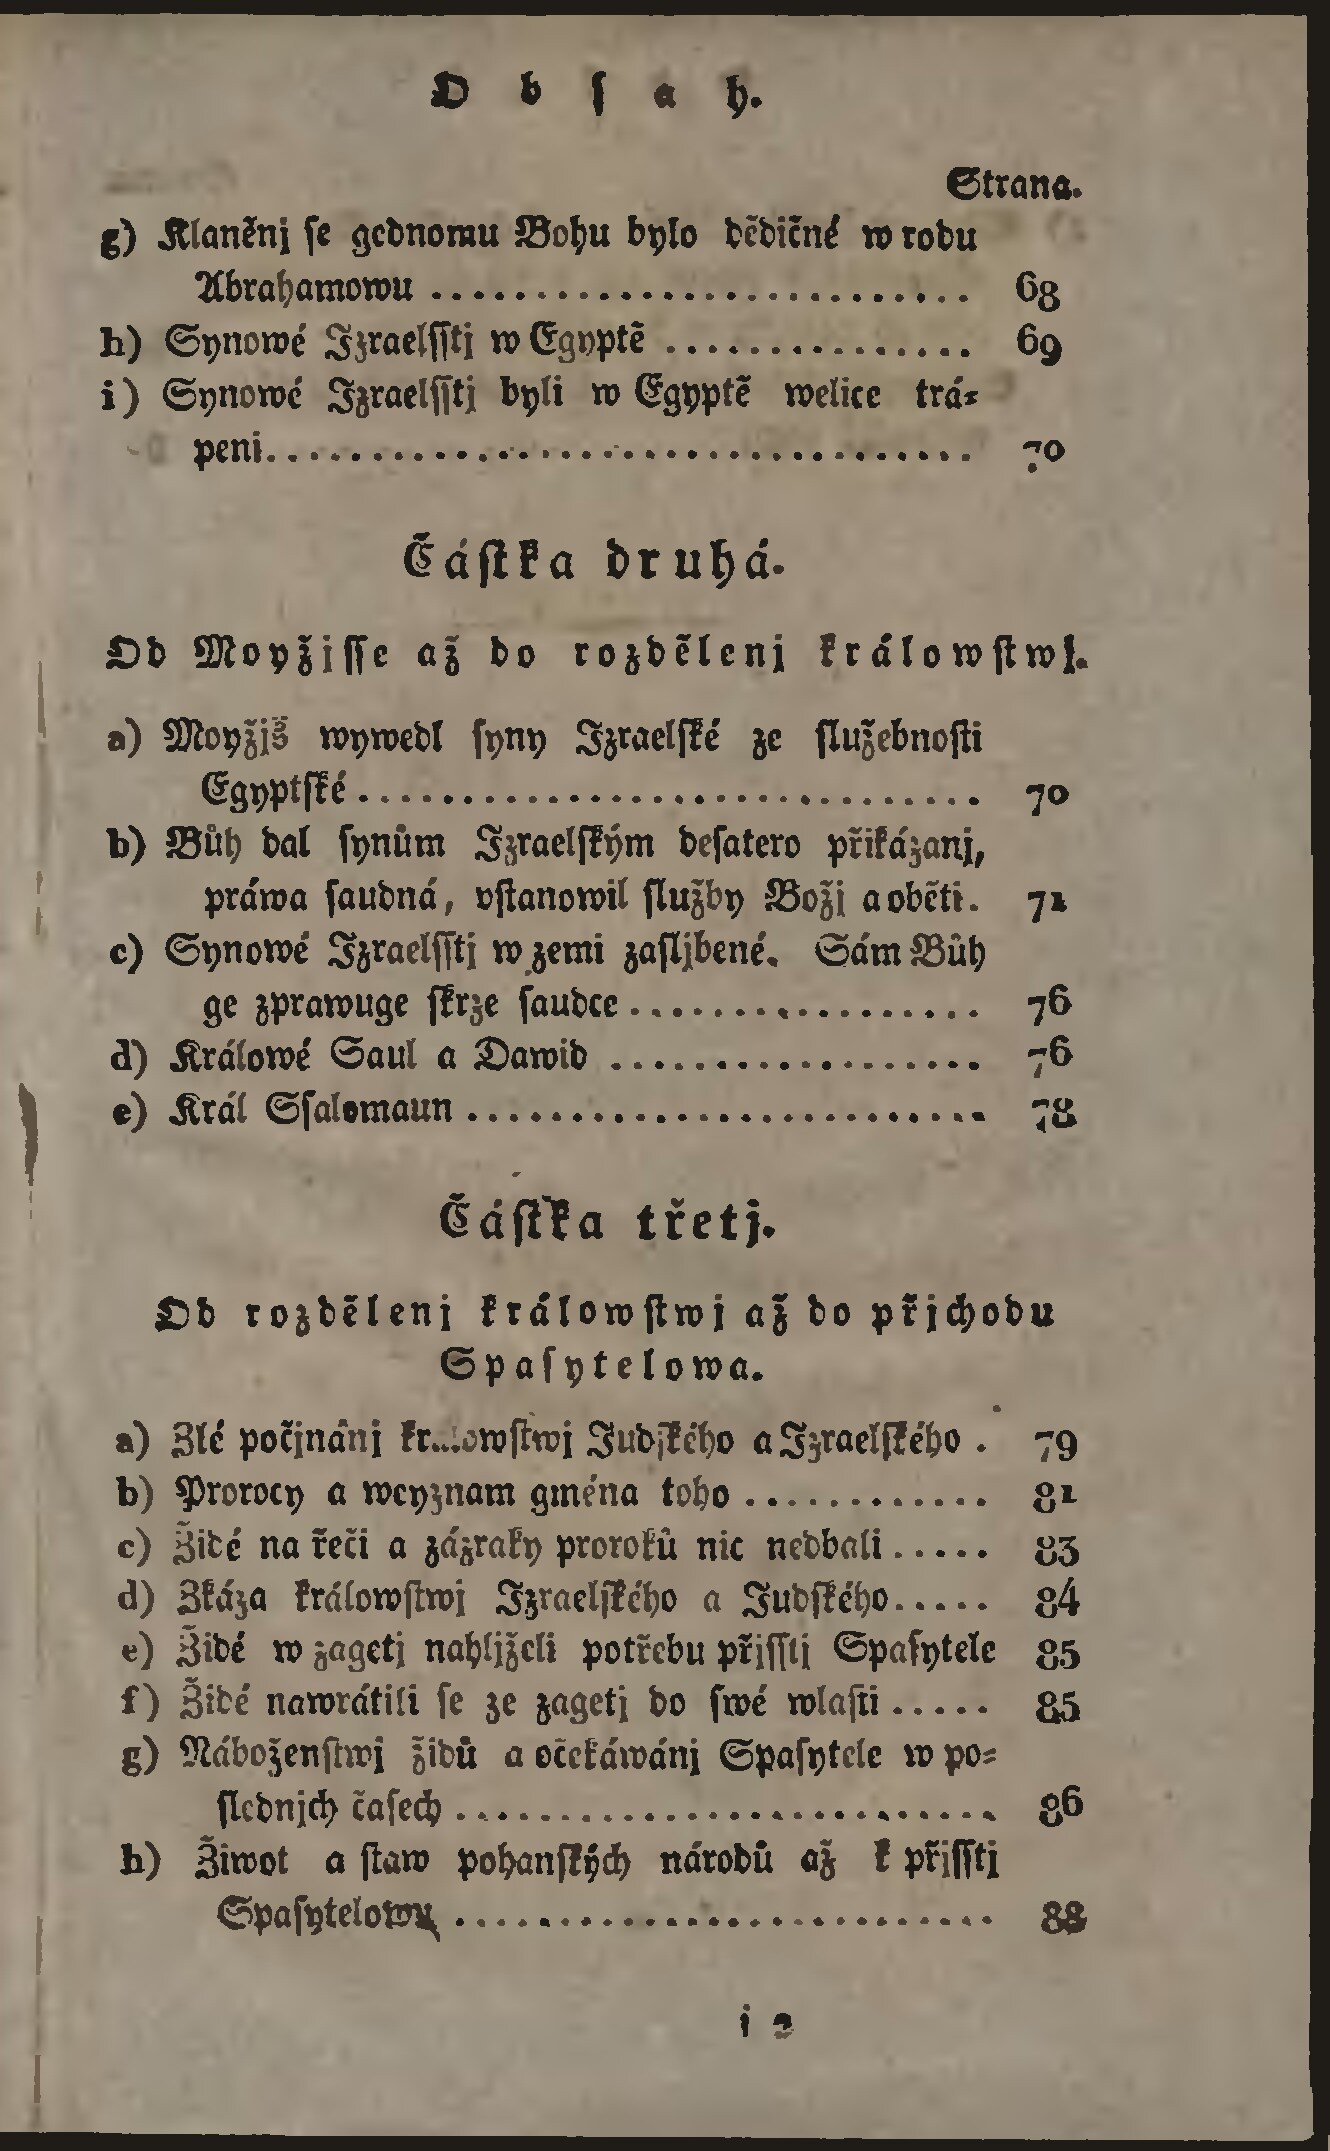 Obsah.
Strana.
g) Klaněnj se gednomu Bohu bylo dědičné w rodu
Abrahamowu .......................... 68
h) Synowé Izraelsstj w Egyptě ............... 69
i) Synowé Izraelsstj byli w Egyptě welice trá=
peni.................................. 70
Částka druhá.
Od Moyžisse až do rozdělenj králowstwj.
a) Moyžjš wywedl syny Izraelské ze služebnosti
Egyptské .............................. 70
b) Bůh dal synům Izraelským desatero přikázanj,
práwa saudná, vstanowil služby Božj a oběti. 71
c) Synowé Izraelsstj w zemi zasljbené. Sám Bůh
ge zprawuge skrze saudce ................. 76
d) Králowé Saul a Dawid .................. 76
e) Král Ssalomaun ......................... 78
Částka třetj.
Od rozdělenj králowstwj až do přjchodu
Spasytelowa.
a) Zlé počjnánj králowstwj Judského a Izraelského . 79
b) Prorocy a weyznam gména toho ............ 81
c) Židé na řeči a zázraky proroků nic nedbali ..... 83
d) Zkáza králowstwj Izraelského a Judského..... 84
e) Židé w zagetj nahljželi potřebu přjsstj Spasytele 85
f) Židé nawrátili se ze zagetj do swé wlasti ..... 85
g) Náboženstwj židů a očekáwánj Spasytele w po=
slednjch časech .......................... 86
h) Žiwot a staw pohanských národů až k přjsstj
Spasytelowu .......................... 88
i 2